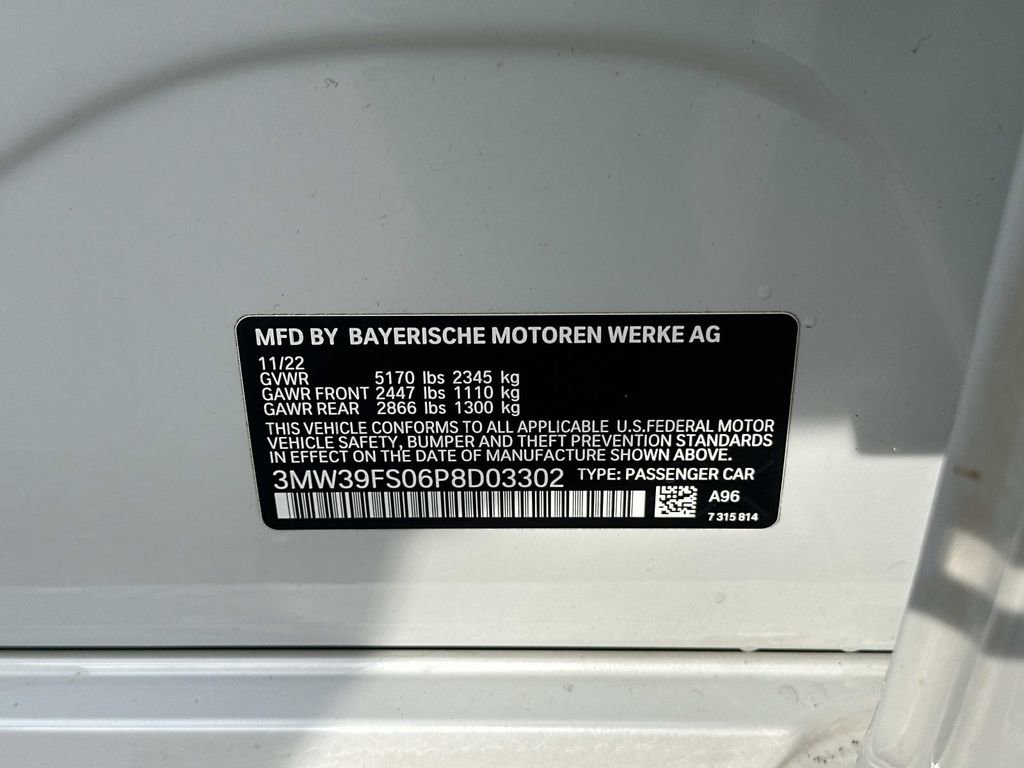 MFD BY BAYERISCHE MOTOREN WERKE AG
11/22
GVWR 5170 lbs 2345 kg
GAWR FRONT 2447 lbs 1110 kg
GAWR REAR 2866 lbs 1300 kg
THIS VEHICLE CONFORMS TO ALL APPLICABLE U.S.FEDERAL MOTOR
VEHICLE SAFETY, BUMPER AND THEFT PREVENTION STANDARDS
IN EFFECT ON THE DATE OF MANUFACTURE SHOWN ABOVE.
3MW39FS06P8D03302 TYPE: PASSENGER CAR
A96
7 315 814